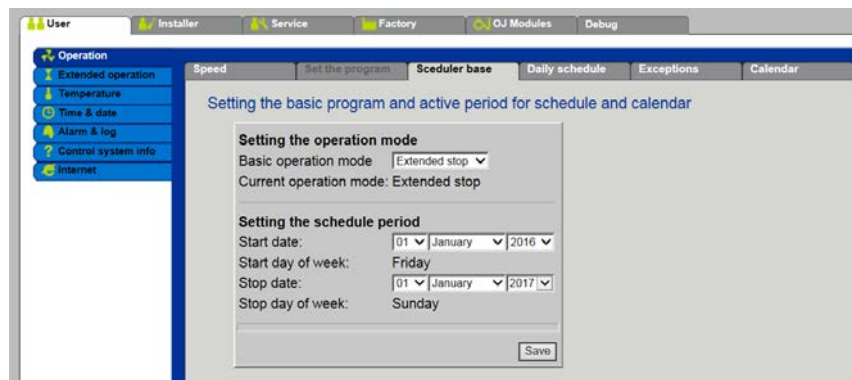 User Installer Service Factory OJ Modules Debug
Operation
Extended operation
Temperature
Time & date
Alarm & log
Control system info
Internet
Speed Set the program Sceduler base Daily schedule Exceptions Calendar
Setting the basic program and active period for schedule and calendar
Setting the operation mode
Basic operation mode Extended stop
Current operation mode: Extended stop
Setting the schedule period
Start date: 01 January 2016
Start day of week: Friday
Stop date: 01 January 2017
Stop day of week: Sunday
Save